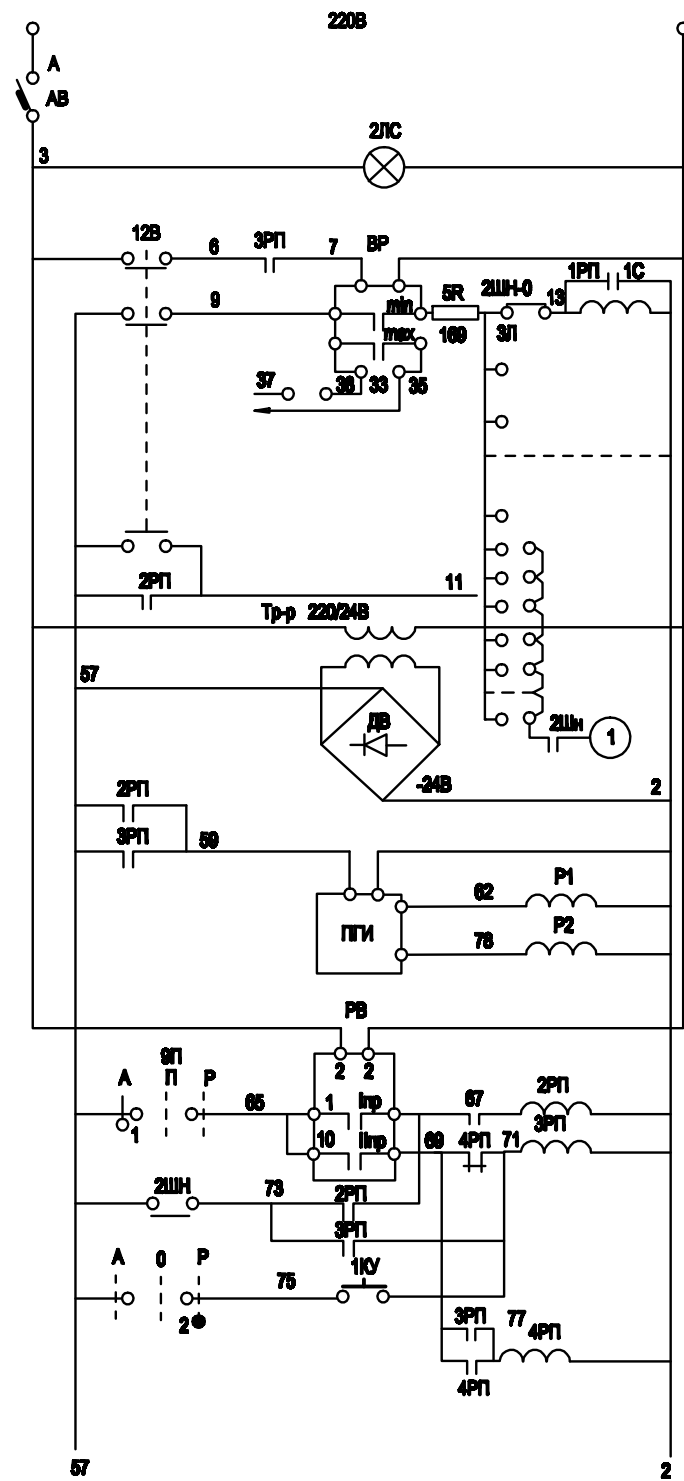 220В
А
АВ
2ЛС
3
12В 6 3РП 7 ВР
1РП 1С
9 min 5R 2ШН-0 13
max 169 3Л
37 38 33 35
2РП 11
Тр-р 220/24В
57
ДВ
2Шн 1
-24В 2
2РП
3РП 59
62 Р1
ПГИ
78 Р2
РВ
9П
А П Р 2 2
65 1 Iпр 67 2РП
1 10 IIпр 69 4РП 71 3РП
2ШН 73 2РП
3РП
А 0 Р 1КУ
75
2
3РП 77 4РП
4РП
57 2